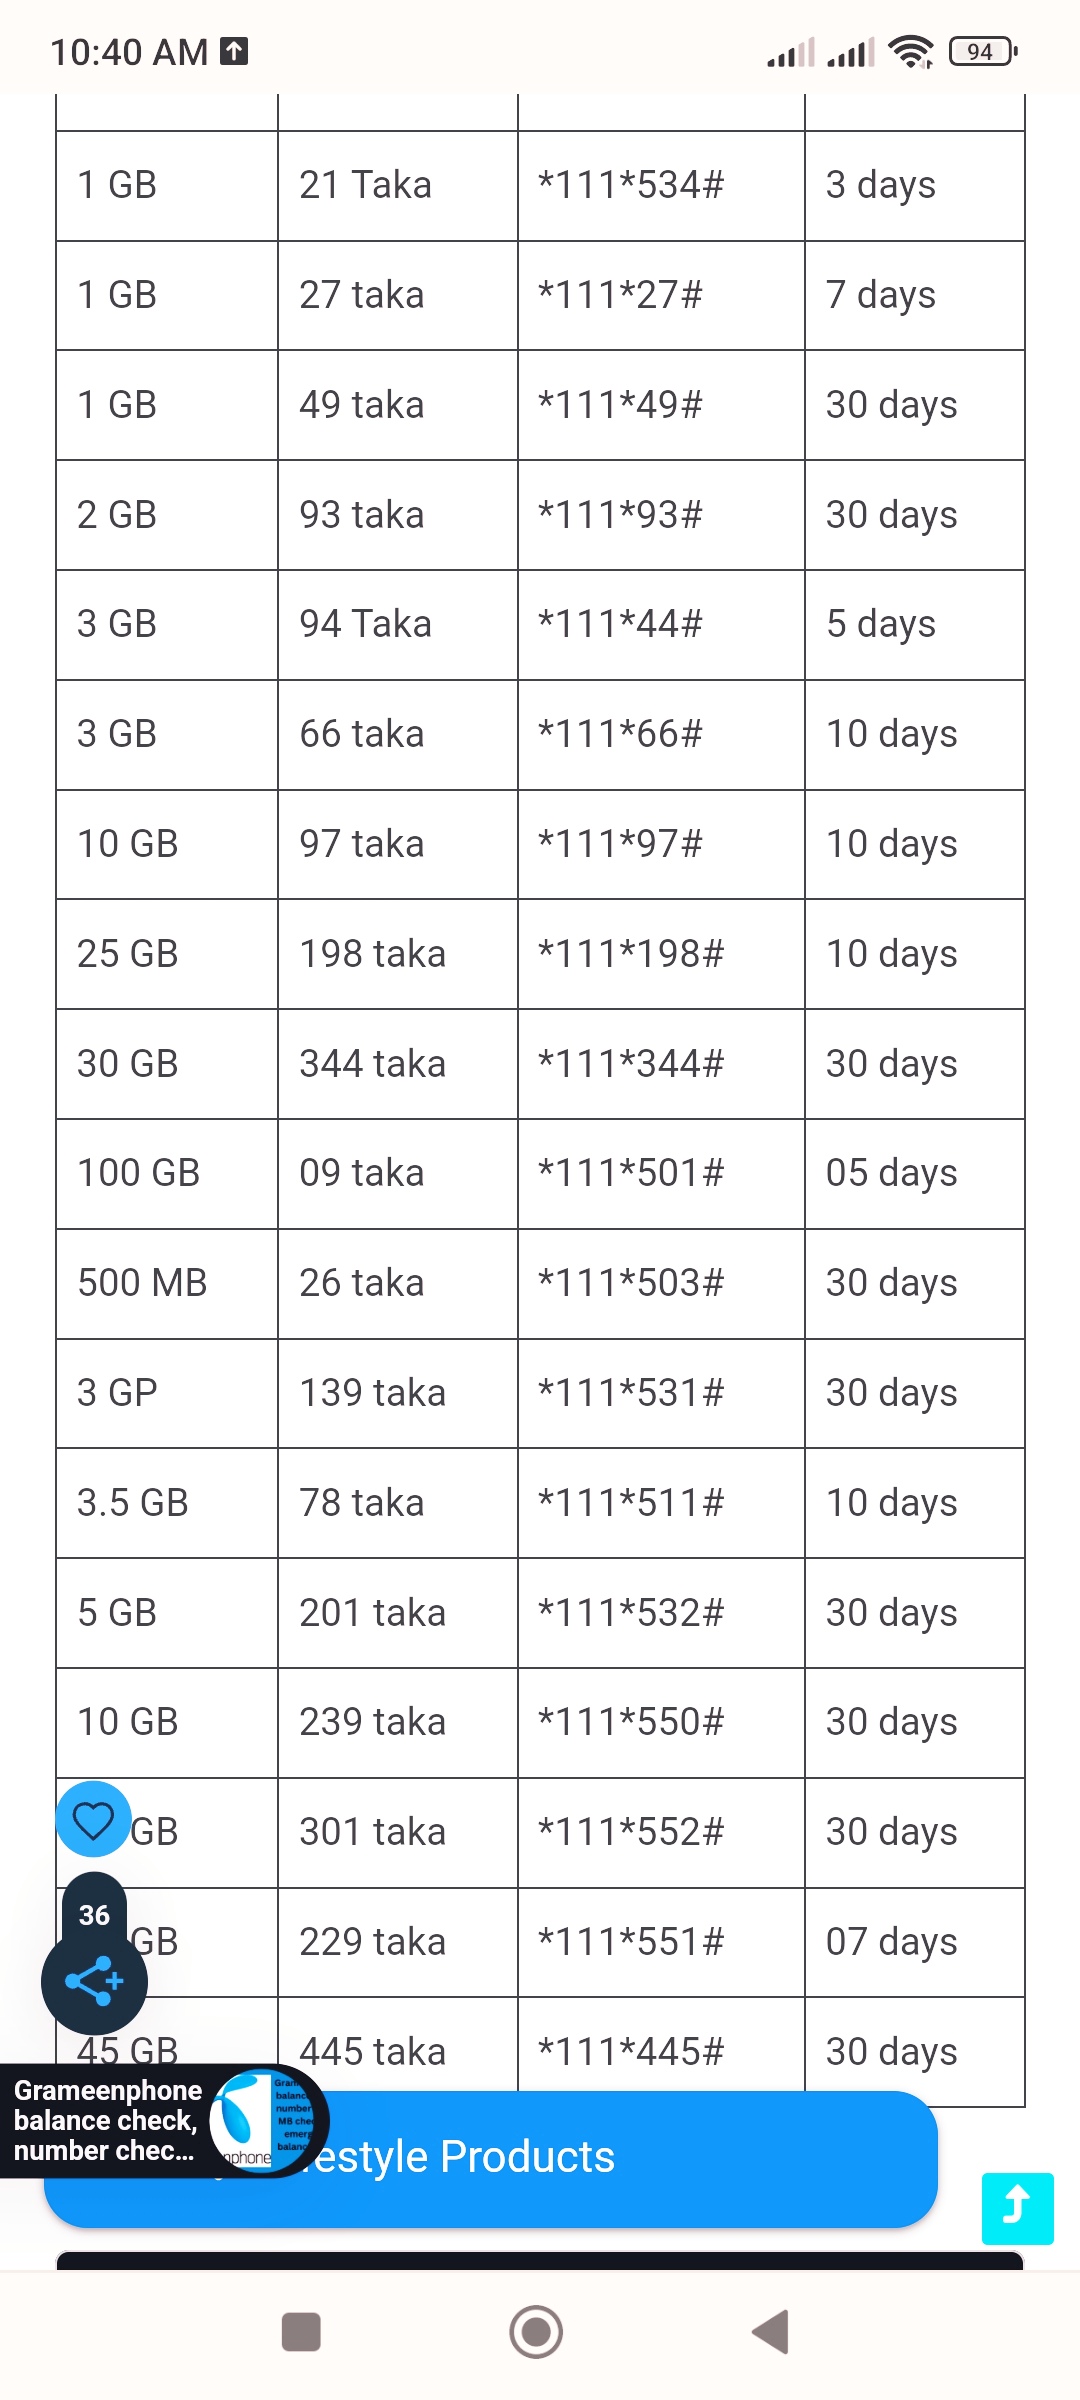 10:40 AM 94
1 GB 21 Taka *111*534# 3 days
1 GB 27 taka *111*27# 7 days
1 GB 49 taka *111*49# 30 days
2 GB 93 taka *111*93# 30 days
3 GB 94 Taka *111*44# 5 days
3 GB 66 taka *111*66# 10 days
10 GB 97 taka *111*97# 10 days
25 GB 198 taka *111*198# 10 days
30 GB 344 taka *111*344# 30 days
100 GB 09 taka *111*501# 05 days
500 MB 26 taka *111*503# 30 days
3 GP 139 taka *111*531# 30 days
3.5 GB 78 taka *111*511# 10 days
5 GB 201 taka *111*532# 30 days
10 GB 239 taka *111*550# 30 days
GB 301 taka *111*552# 30 days
36
GB 229 taka *111*551# 07 days
45 GB 445 taka *111*445# 30 days
Grameenphone
balance check,
number chec...
Products